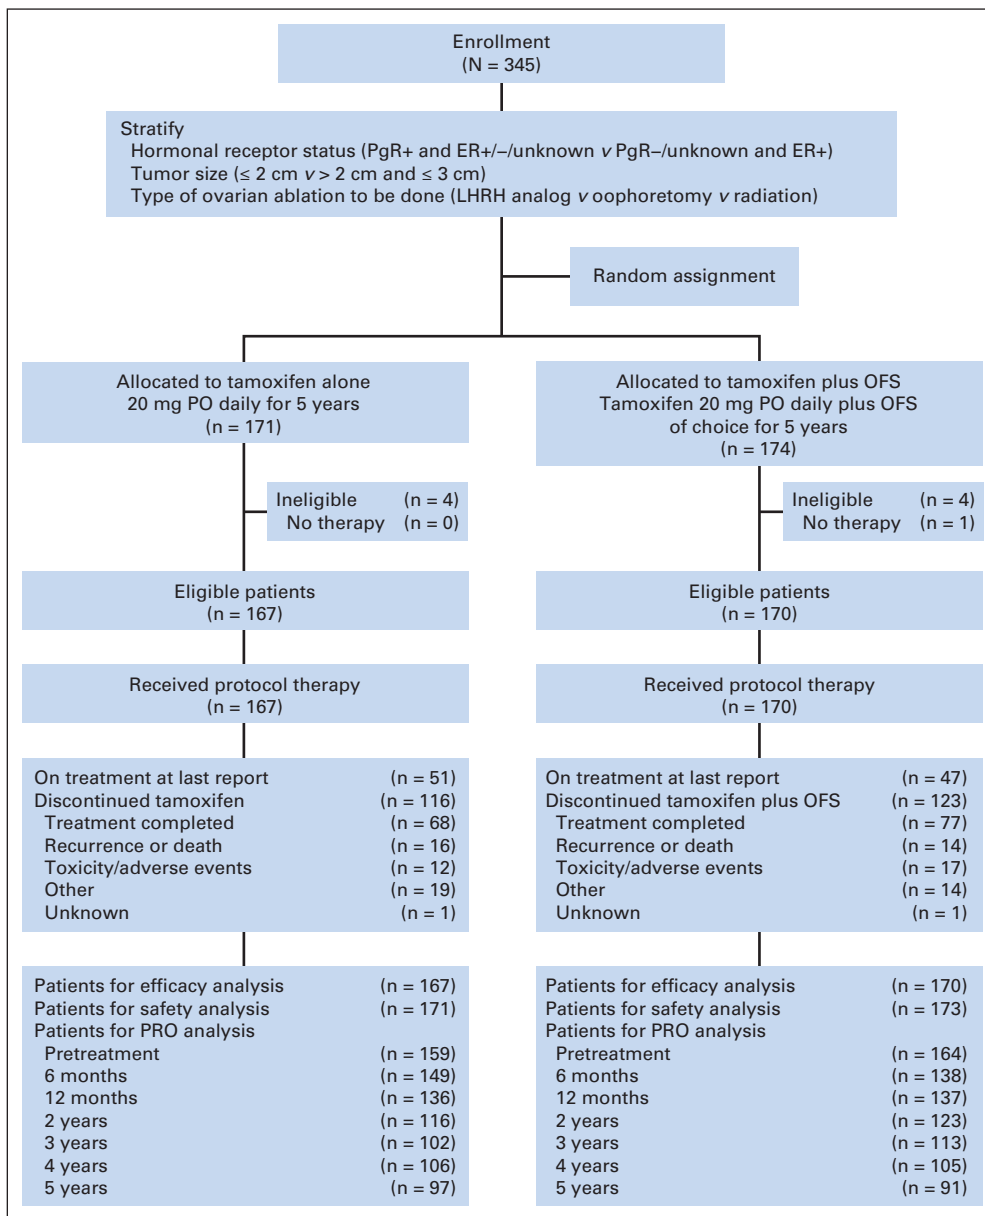 Enrollment
(N = 345)
Stratify
Hormonal receptor status (PgR+ and ER+/–/unknown v PgR–/unknown and ER+)
Tumor size (≤ 2 cm v > 2 cm and ≤ 3 cm)
Type of ovarian ablation to be done (LHRH analog v oophoretomy v radiation)
Random assignment
Allocated to tamoxifen alone
20 mg PO daily for 5 years
(n = 171)
Allocated to tamoxifen plus OFS
Tamoxifen 20 mg PO daily plus OFS
of choice for 5 years
(n = 174)
Ineligible (n = 4)
No therapy (n = 0)
Ineligible (n = 4)
No therapy (n = 1)
Eligible patients
(n = 167)
Eligible patients
(n = 170)
Received protocol therapy
(n = 167)
Received protocol therapy
(n = 170)
On treatment at last report (n = 51)
Discontinued tamoxifen (n = 116)
Treatment completed (n = 68)
Recurrence or death (n = 16)
Toxicity/adverse events (n = 12)
Other (n = 19)
Unknown (n = 1)
On treatment at last report (n = 47)
Discontinued tamoxifen plus OFS (n = 123)
Treatment completed (n = 77)
Recurrence or death (n = 14)
Toxicity/adverse events (n = 17)
Other (n = 14)
Unknown (n = 1)
Patients for efficacy analysis (n = 167)
Patients for safety analysis (n = 171)
Patients for PRO analysis
Pretreatment (n = 159)
6 months (n = 149)
12 months (n = 136)
2 years (n = 116)
3 years (n = 102)
4 years (n = 106)
5 years (n = 97)
Patients for efficacy analysis (n = 170)
Patients for safety analysis (n = 173)
Patients for PRO analysis
Pretreatment (n = 164)
6 months (n = 138)
12 months (n = 137)
2 years (n = 123)
3 years (n = 113)
4 years (n = 105)
5 years (n = 91)